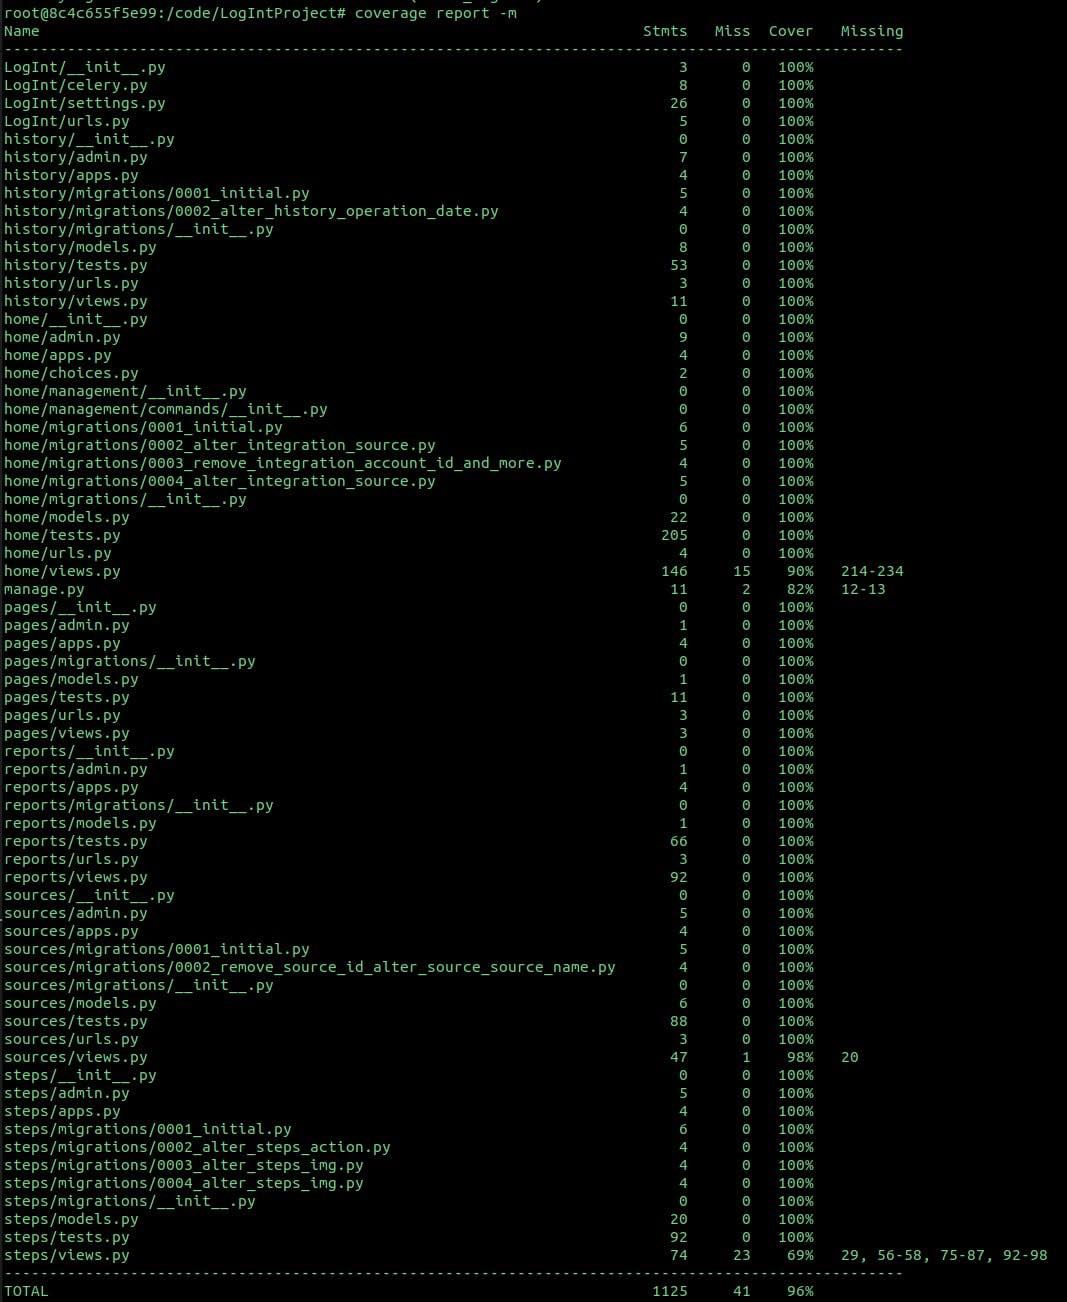 root@8c4c655f5e99:/code/LogIntProject# coverage report -m
Name Stmts Miss Cover Missing
----------------------------------------------------------------------------------------------------
LogInt/__init__.py 3 0 100%
LogInt/celery.py 8 0 100%
LogInt/settings.py 26 0 100%
LogInt/urls.py 5 0 100%
history/__init__.py 0 0 100%
history/admin.py 7 0 100%
history/apps.py 4 0 100%
history/migrations/0001_initial.py 5 0 100%
history/migrations/0002_alter_history_operation_date.py 4 0 100%
history/migrations/__init__.py 0 0 100%
history/models.py 8 0 100%
history/tests.py 53 0 100%
history/urls.py 3 0 100%
history/views.py 11 0 100%
home/__init__.py 0 0 100%
home/admin.py 9 0 100%
home/apps.py 4 0 100%
home/choices.py 2 0 100%
home/management/__init__.py 0 0 100%
home/management/commands/__init__.py 0 0 100%
home/migrations/0001_initial.py 6 0 100%
home/migrations/0002_alter_integration_source.py 5 0 100%
home/migrations/0003_remove_integration_account_id_and_more.py 4 0 100%
home/migrations/0004_alter_integration_source.py 5 0 100%
home/migrations/__init__.py 0 0 100%
home/models.py 22 0 100%
home/tests.py 205 0 100%
home/urls.py 4 0 100%
home/views.py 146 15 90% 214-234
manage.py 11 2 82% 12-13
pages/__init__.py 0 0 100%
pages/admin.py 1 0 100%
pages/apps.py 4 0 100%
pages/migrations/__init__.py 0 0 100%
pages/models.py 1 0 100%
pages/tests.py 11 0 100%
pages/urls.py 3 0 100%
pages/views.py 3 0 100%
reports/__init__.py 0 0 100%
reports/admin.py 1 0 100%
reports/apps.py 4 0 100%
reports/migrations/__init__.py 0 0 100%
reports/models.py 1 0 100%
reports/tests.py 66 0 100%
reports/urls.py 3 0 100%
reports/views.py 92 0 100%
sources/__init__.py 0 0 100%
sources/admin.py 5 0 100%
sources/apps.py 4 0 100%
sources/migrations/0001_initial.py 5 0 100%
sources/migrations/0002_remove_source_id_alter_source_source_name.py 4 0 100%
sources/migrations/__init__.py 0 0 100%
sources/models.py 6 0 100%
sources/tests.py 88 0 100%
sources/urls.py 3 0 100%
sources/views.py 47 1 98% 20
steps/__init__.py 0 0 100%
steps/admin.py 5 0 100%
steps/apps.py 4 0 100%
steps/migrations/0001_initial.py 6 0 100%
steps/migrations/0002_alter_steps_action.py 4 0 100%
steps/migrations/0003_alter_steps_img.py 4 0 100%
steps/migrations/0004_alter_steps_img.py 4 0 100%
steps/migrations/__init__.py 0 0 100%
steps/models.py 20 0 100%
steps/tests.py 92 0 100%
steps/views.py 74 23 69% 29, 56-58, 75-87, 92-98
----------------------------------------------------------------------------------------------------
TOTAL 1125 41 96%